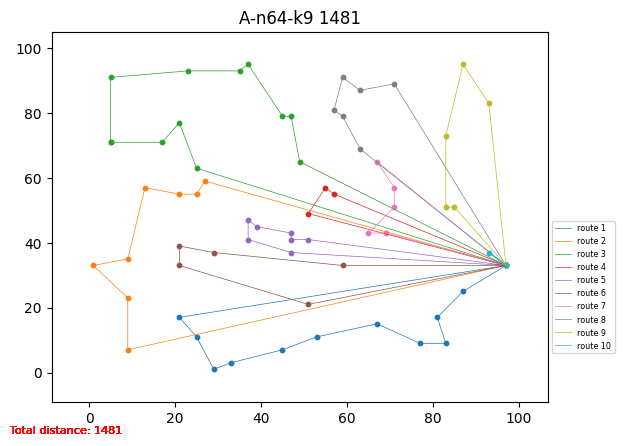 A-n64-k9 1481
100
80
60
40
20
0
0 20 40 60 80 100
route 1
route 2
route 3
route 4
route 5
route 6
route 7
route 8
route 9
route 10
Total distance: 1481